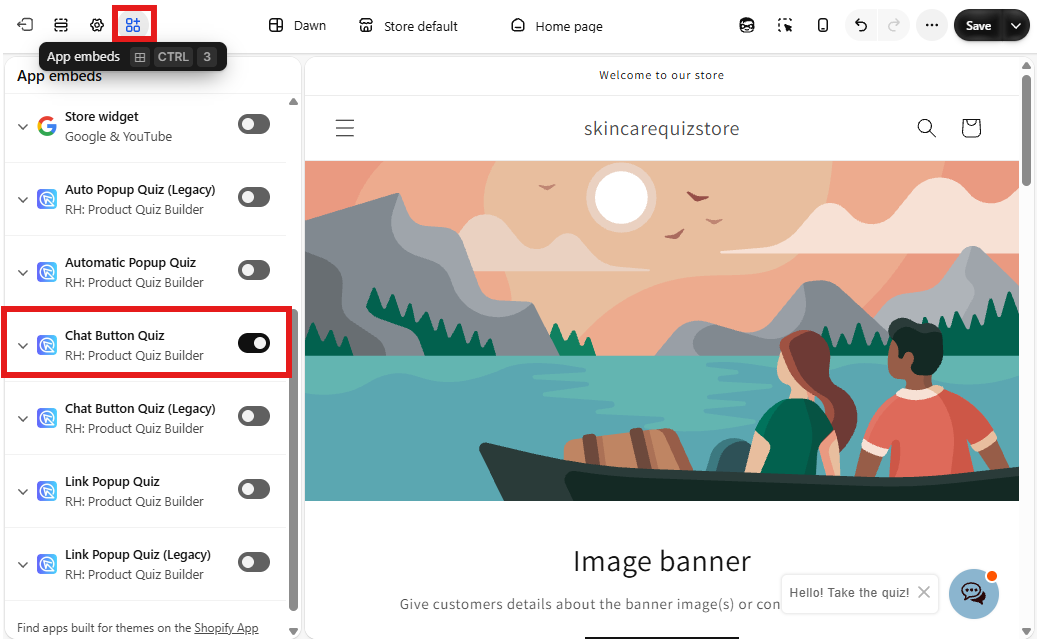 Dawn
Store default
Home page
Save
App embeds CTRL 3
App embeds
Store widget
Google & YouTube
Auto Popup Quiz (Legacy)
RH: Product Quiz Builder
Automatic Popup Quiz
RH: Product Quiz Builder
Chat Button Quiz
RH: Product Quiz Builder
Chat Button Quiz (Legacy)
RH: Product Quiz Builder
Link Popup Quiz
RH: Product Quiz Builder
Link Popup Quiz (Legacy)
RH: Product Quiz Builder
Find apps built for themes on the Shopify App
Welcome to our store
skincarequizstore
Image banner
Give customers details about the banner image(s) or con
Hello! Take the quiz!